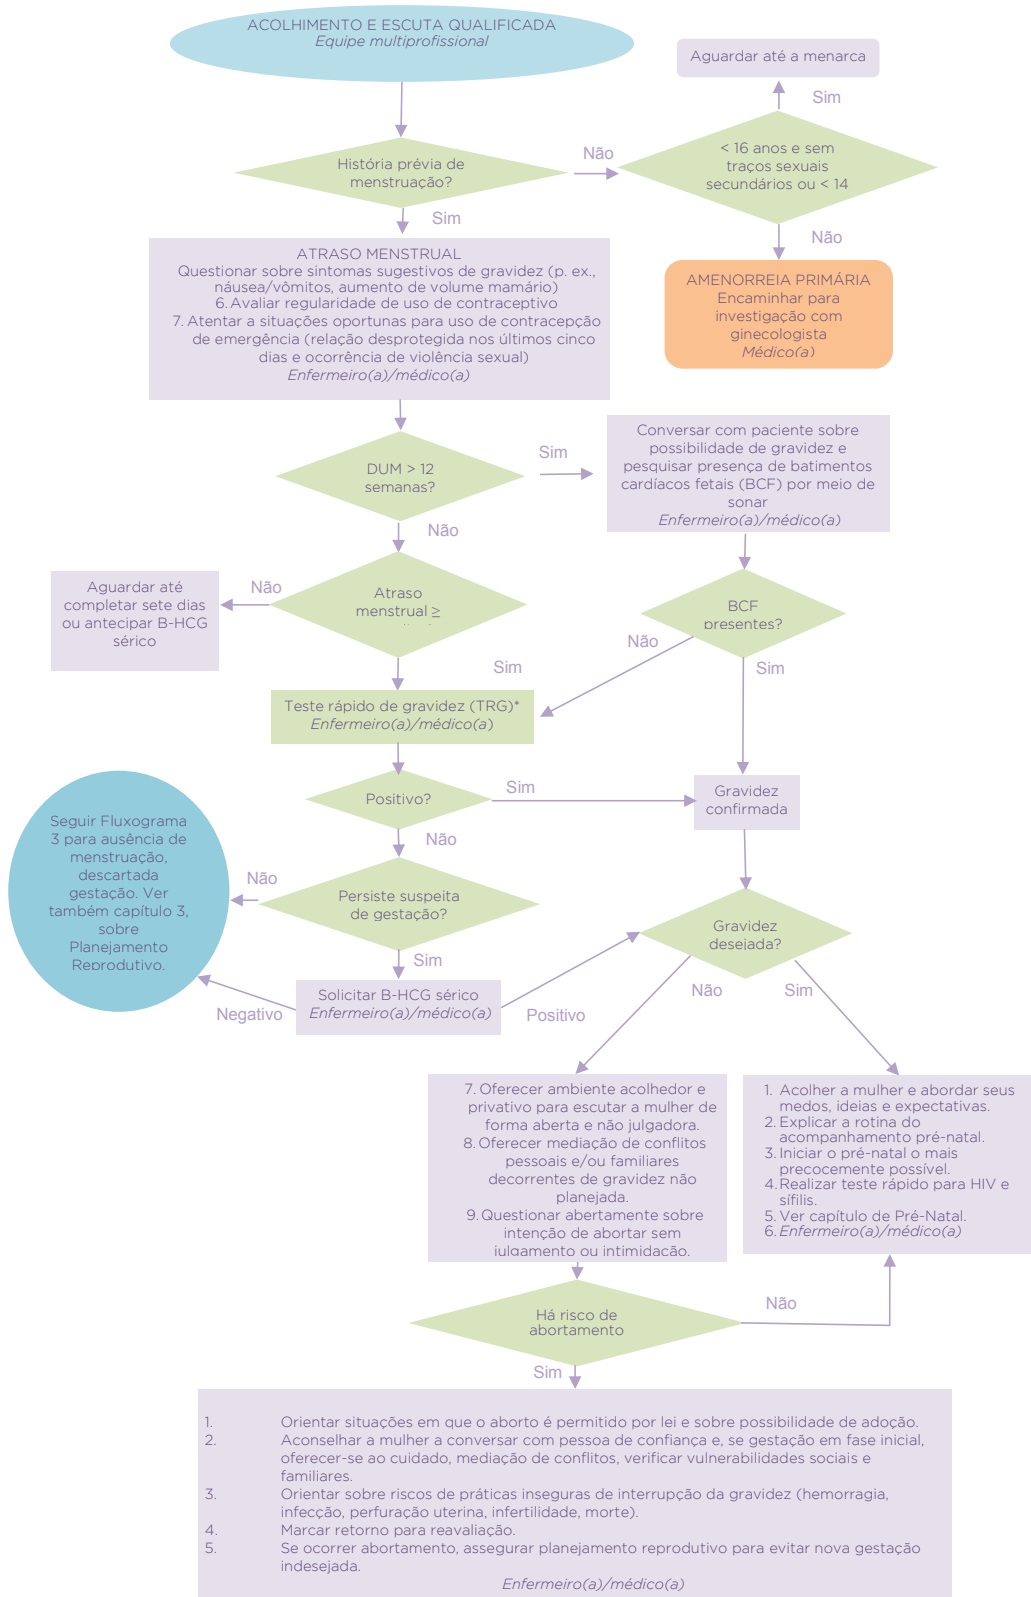 ACOLHIMENTO E ESCUTA QUALIFICADA
Equipe multiprofissional
Aguardar até a menarca
Sim
História prévia de
menstruação?
Não
< 16 anos e sem
traços sexuais
secundários ou < 14
Sim
Não
ATRASO MENSTRUAL
Questionar sobre sintomas sugestivos de gravidez (p. ex.,
náusea/vômitos, aumento de volume mamário)
6. Avaliar regularidade de uso de contraceptivo
7. Atentar a situações oportunas para uso de contracepção
de emergência (relação desprotegida nos últimos cinco
dias e ocorrência de violência sexual)
Enfermeiro(a)/médico(a)
AMENORREIA PRIMÁRIA
Encaminhar para
investigação com
ginecologista
Médico(a)
DUM > 12
semanas?
Sim
Conversar com paciente sobre
possibilidade de gravidez e
pesquisar presença de batimentos
cardíacos fetais (BCF) por meio de
sonar
Enfermeiro(a)/médico(a)
Não
Aguardar até
completar sete dias
ou antecipar B-HCG
sérico
Não
Atraso
menstrual ≥
BCF
presentes?
Não
Sim
Sim
Teste rápido de gravidez (TRG)*
Enfermeiro(a)/médico(a)
Positivo?
Sim
Gravidez
confirmada
Não
Seguir Fluxograma
3 para ausência de
menstruação,
descartada
gestação. Ver
também capítulo 3,
sobre
Planejamento
Reprodutivo.
Não
Persiste suspeita
de gestação?
Gravidez
desejada?
Sim
Negativo
Solicitar B-HCG sérico
Enfermeiro(a)/médico(a)
Positivo
Não
Sim
7. Oferecer ambiente acolhedor e
privativo para escutar a mulher de
forma aberta e não julgadora.
8. Oferecer mediação de conflitos
pessoais e/ou familiares
decorrentes de gravidez não
planejada.
9. Questionar abertamente sobre
intenção de abortar sem
julgamento ou intimidação.
1. Acolher a mulher e abordar seus
medos, ideias e expectativas.
2. Explicar a rotina do
acompanhamento pré-natal.
3. Iniciar o pré-natal o mais
precocemente possível.
4. Realizar teste rápido para HIV e
sífilis.
5. Ver capítulo de Pré-Natal.
6. Enfermeiro(a)/médico(a)
Há risco de
abortamento
Não
Sim
1. Orientar situações em que o aborto é permitido por lei e sobre possibilidade de adoção.
2. Aconselhar a mulher a conversar com pessoa de confiança e, se gestação em fase inicial,
oferecer-se ao cuidado, mediação de conflitos, verificar vulnerabilidades sociais e
familiares.
3. Orientar sobre riscos de práticas inseguras de interrupção da gravidez (hemorragia,
infecção, perfuração uterina, infertilidade, morte).
4. Marcar retorno para reavaliação.
5. Se ocorrer abortamento, assegurar planejamento reprodutivo para evitar nova gestação
indesejada.
Enfermeiro(a)/médico(a)